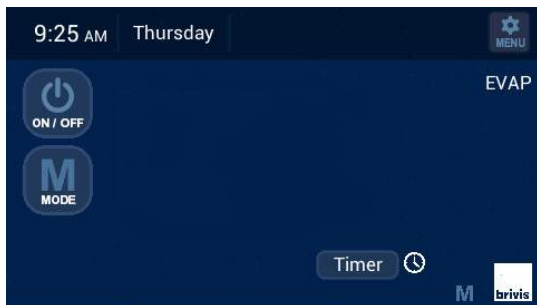 9:25 AM Thursday
MENU
EVAP
ON / OFF
M
MODE
Timer
M
brivis